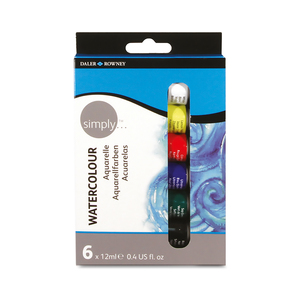 DALER · ROWNEY
simply...
WATERCOLOUR
Aquarelle
Aquarellfarben
Acuarelas
6 x 12ml e 0.4 US fl. oz